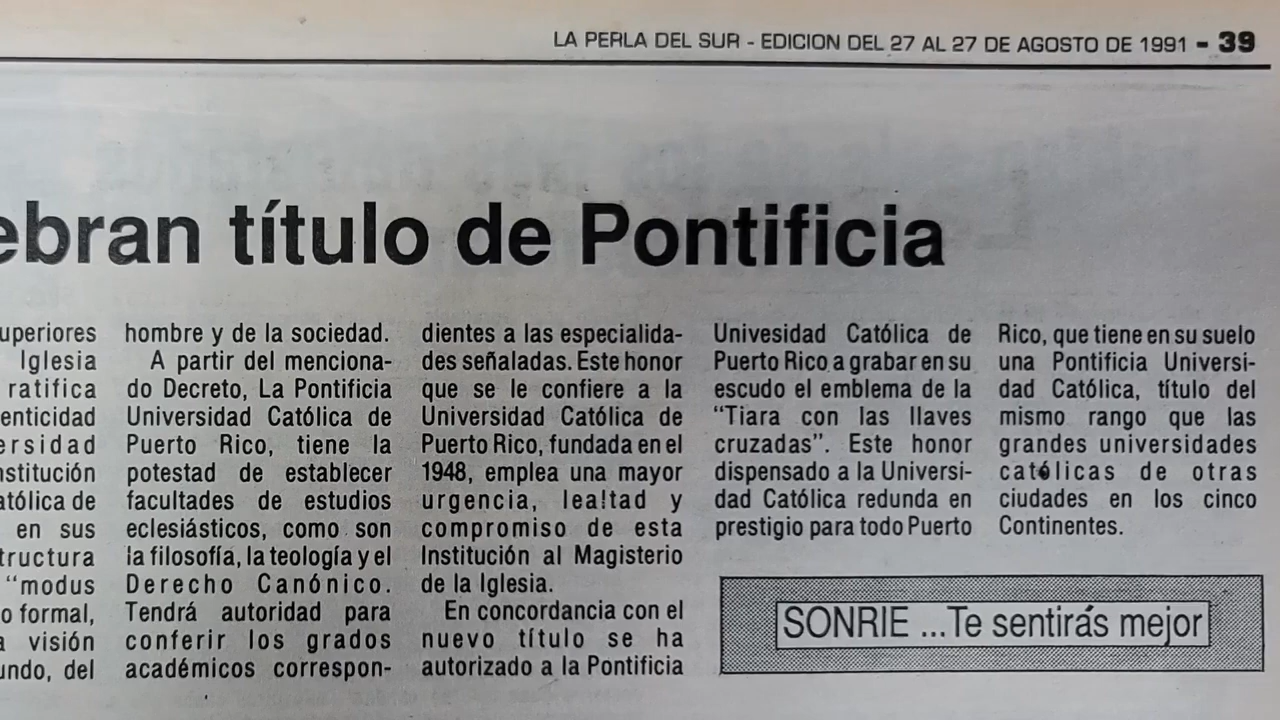 LA PERLA DEL SUR - EDICION DEL 27 AL 27 DE AGOSTO DE 1991 - 39
ebran título de Pontificia
uperiores
Iglesia
ratifica
enticidad
ersidad
nstitución
atólica de
en sus
tructura
“modus
o formal,
a visión
undo, del
hombre y de la sociedad.
A partir del menciona-
do Decreto, La Pontificia
Universidad Católica de
Puerto Rico, tiene la
potestad de establecer
facultades de estudios
eclesiásticos, como son
la filosofía, la teología y el
Derecho Canónico.
Tendrá autoridad para
conferir los grados
académicos correspon-
dientes a las especialida-
des señaladas. Este honor
que se le confiere a la
Universidad Católica de
Puerto Rico, fundada en el
1948, emplea una mayor
urgencia, lea!tad y
compromiso de esta
Institución al Magisterio
de la Iglesia.
En concordancia con el
nuevo título se ha
autorizado a la Pontificia
Univesidad Católica de
Puerto Rico a grabar en su
escudo el emblema de la
“Tiara con las llaves
cruzadas”. Este honor
dispensado a la Universi-
dad Católica redunda en
prestigio para todo Puerto
Rico, que tiene en su suelo
una Pontificia Universi-
dad Católica, título del
mismo rango que las
grandes universidades
católicas de otras
ciudades en los cinco
Continentes.
SONRIE ...Te sentirás mejor